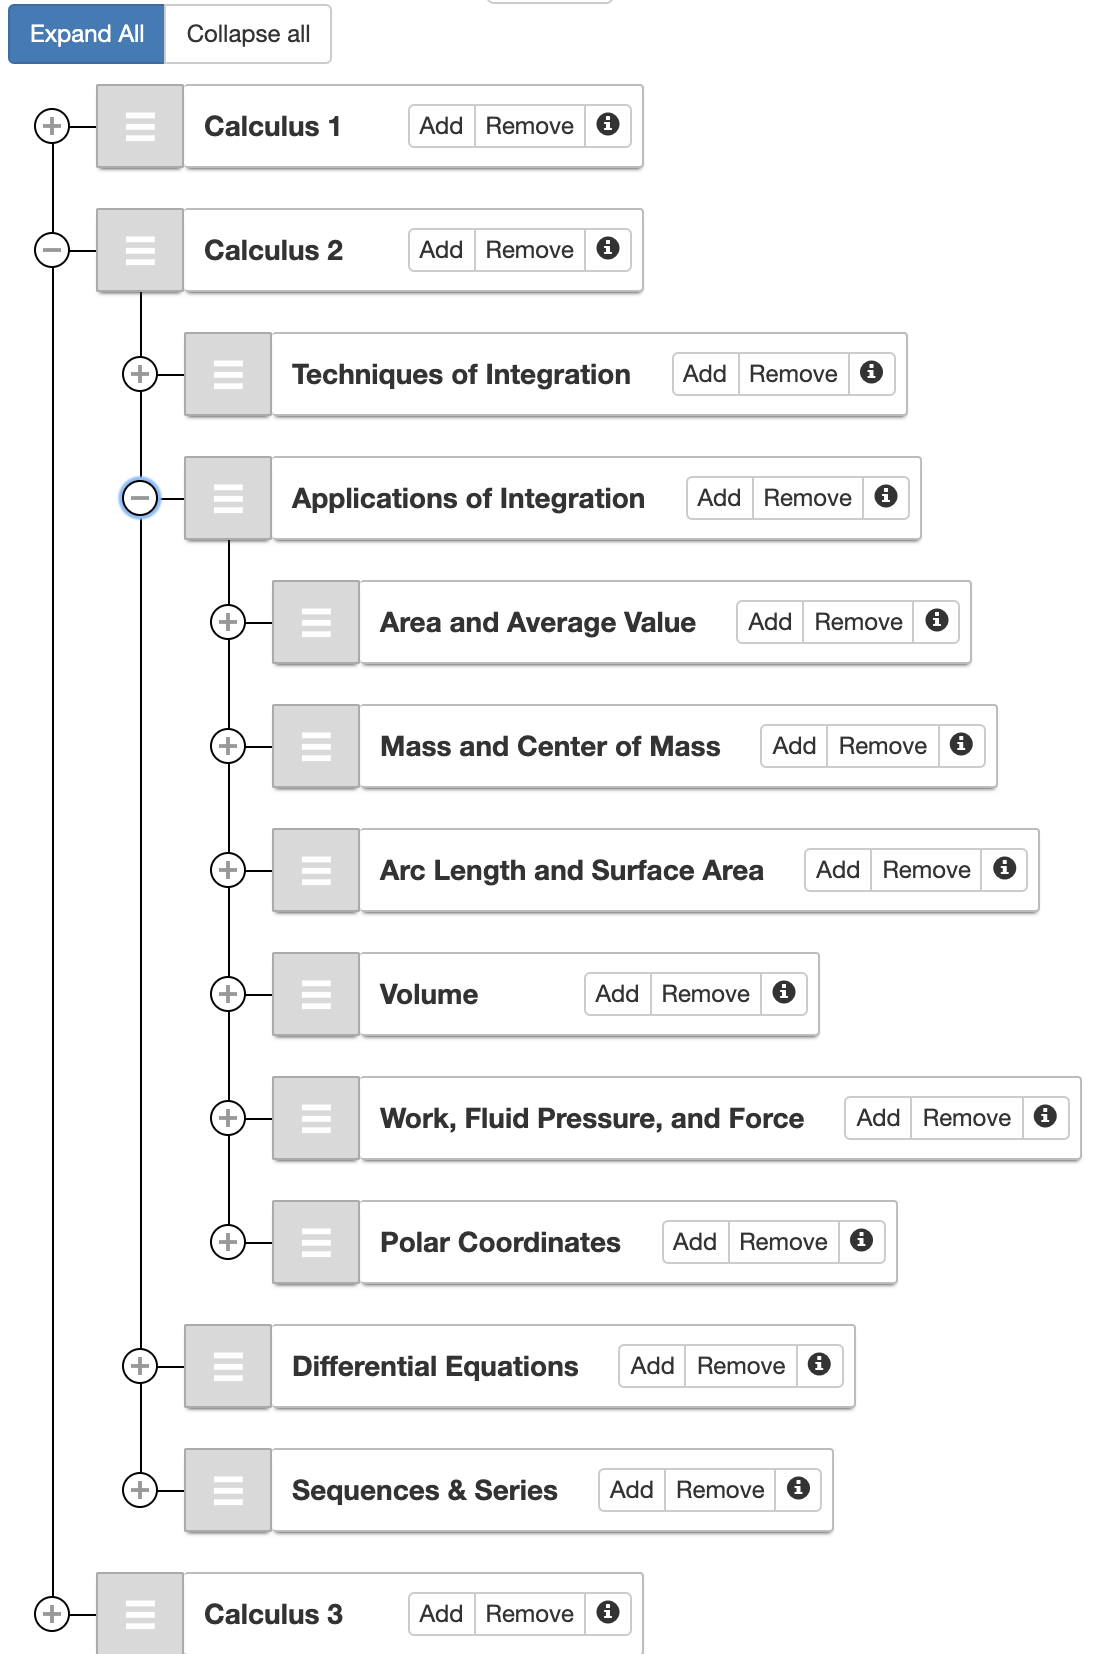 Expand All Collapse all
Calculus 1 Add Remove
Calculus 2 Add Remove
Techniques of Integration Add Remove
Applications of Integration Add Remove
Area and Average Value Add Remove
Mass and Center of Mass Add Remove
Arc Length and Surface Area Add Remove
Volume Add Remove
Work, Fluid Pressure, and Force Add Remove
Polar Coordinates Add Remove
Differential Equations Add Remove
Sequences & Series Add Remove
Calculus 3 Add Remove